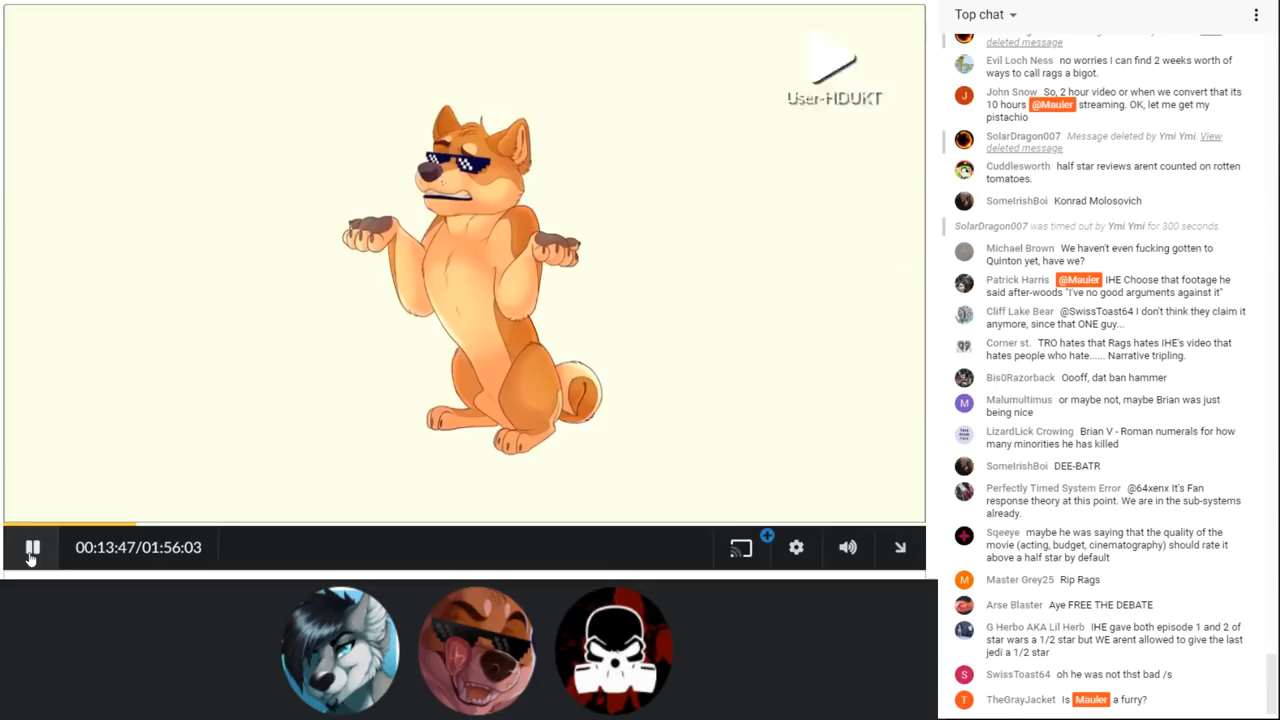 User-HDUKT
00:13:47/01:56:03
Top chat
deleted message
Evil Loch Ness no worries I can find 2 weeks worth of
ways to call rags a bigot.
John Snow So, 2 hour video or when we convert that its
10 hours @Mauler streaming. OK, let me get my
pistachio
SolarDragon007 Message deleted by Ymi Ymi. View
deleted message
Cuddlesworth half star reviews arent counted on rotten
tomatoes.
SomeIrishBoi Konrad Molosovich
SolarDragon007 was timed out by Ymi Ymi for 300 seconds.
Michael Brown We haven't even fucking gotten to
Quinton yet, have we?
Patrick Harris @Mauler IHE Choose that footage he
said after-woods "I've no good arguments against it"
Cliff Lake Bear @SwissToast64 I don't think they claim it
anymore, since that ONE guy...
Corner st. TRO hates that Rags hates IHE's video that
hates people who hate...... Narrative tripling.
Bis0Razorback Oooff, dat ban hammer
M Malumultimus or maybe not, maybe Brian was just
being nice
LizardLick Crowing Brian V - Roman numerals for how
many minorities he has killed
SomeIrishBoi DEE-BATR
Perfectly Timed System Error @64xenx It's Fan
response theory at this point. We are in the sub-systems
already.
Sqeeye maybe he was saying that the quality of the
movie (acting, budget, cinematography) should rate it
above a half star by default
M Master Grey25 Rip Rags
Arse Blaster Aye FREE THE DEBATE
G Herbo AKA Lil Herb IHE gave both episode 1 and 2 of
star wars a 1/2 star but WE arent allowed to give the last
jedi a 1/2 star
S SwissToast64 oh he was not thst bad /s
T TheGrayJacket Is Mauler a furry?